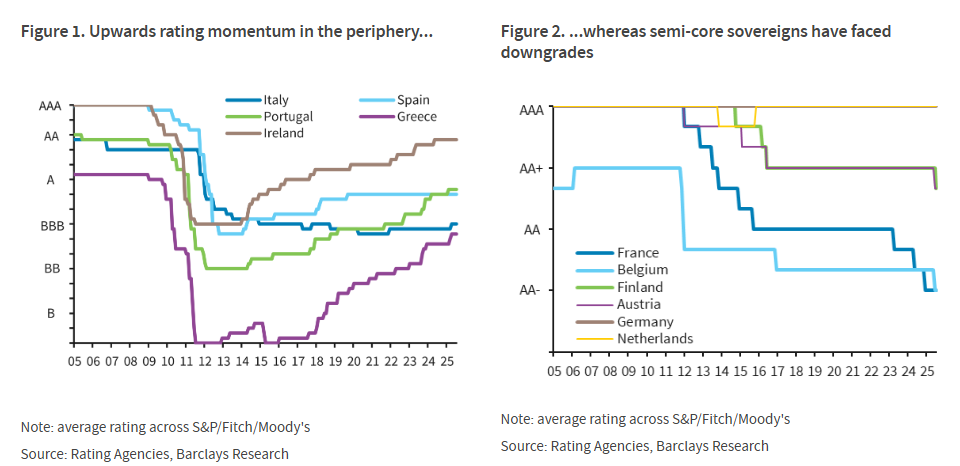 Figure 1. Upwards rating momentum in the periphery...
AAA
AA
A
BBB
BB
B
Italy
Spain
Portugal
Greece
Ireland
05 06 07 08 09 10 11 12 13 14 15 16 17 18 19 20 21 22 23 24 25
Note: average rating across S&P/Fitch/Moody's
Source: Rating Agencies, Barclays Research
Figure 2. ...whereas semi-core sovereigns have faced
downgrades
AAA
AA+
AA
AA-
France
Belgium
Finland
Austria
Germany
Netherlands
05 06 07 08 09 10 11 12 13 14 15 16 17 18 19 20 21 22 23 24 25
Note: average rating across S&P/Fitch/Moody's
Source: Rating Agencies, Barclays Research